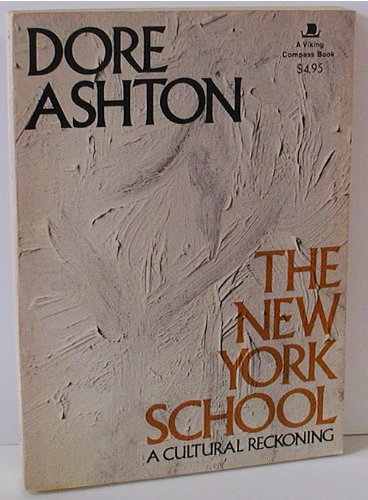 DORE
ASHTON
A Viking
Compass Book
$4.95
THE
NEW
YORK
SCHOOL
A CULTURAL RECKONING